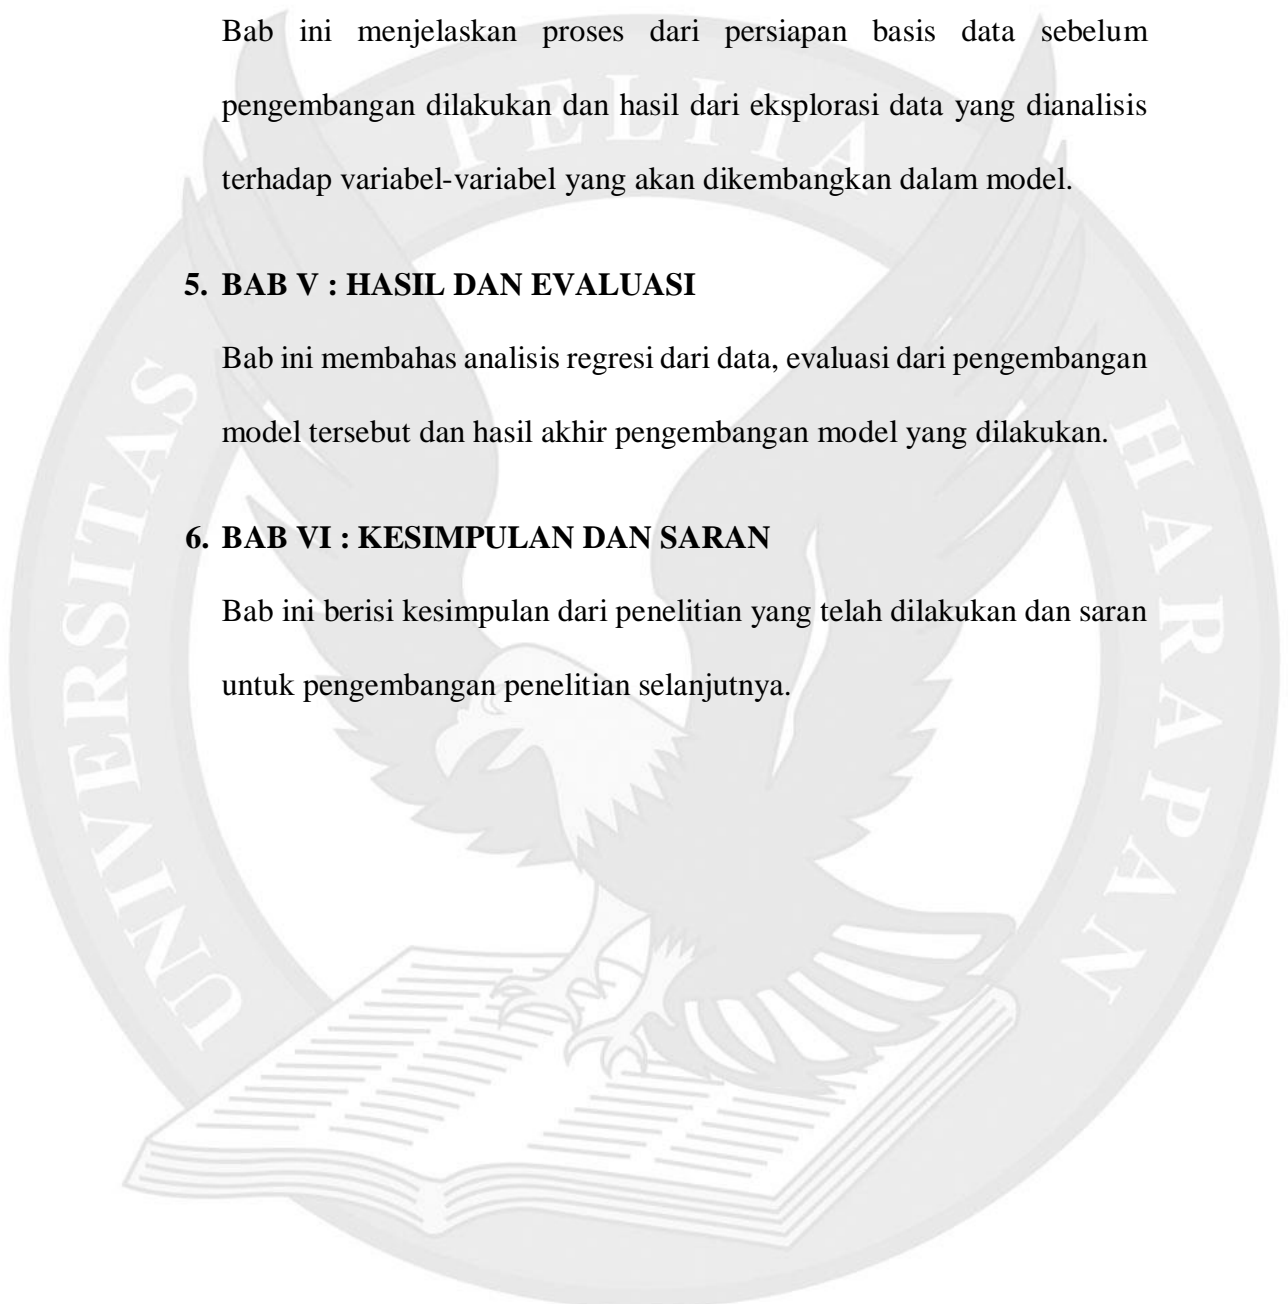 Bab ini menjelaskan proses dari persiapan basis data sebelum
pengembangan dilakukan dan hasil dari eksplorasi data yang dianalisis
terhadap variabel-variabel yang akan dikembangkan dalam model.
5. BAB V : HASIL DAN EVALUASI
Bab ini membahas analisis regresi dari data, evaluasi dari pengembangan
model tersebut dan hasil akhir pengembangan model yang dilakukan.
6. BAB VI : KESIMPULAN DAN SARAN
Bab ini berisi kesimpulan dari penelitian yang telah dilakukan dan saran
untuk pengembangan penelitian selanjutnya.
UNIVERSITAS PELITA HARAPAN